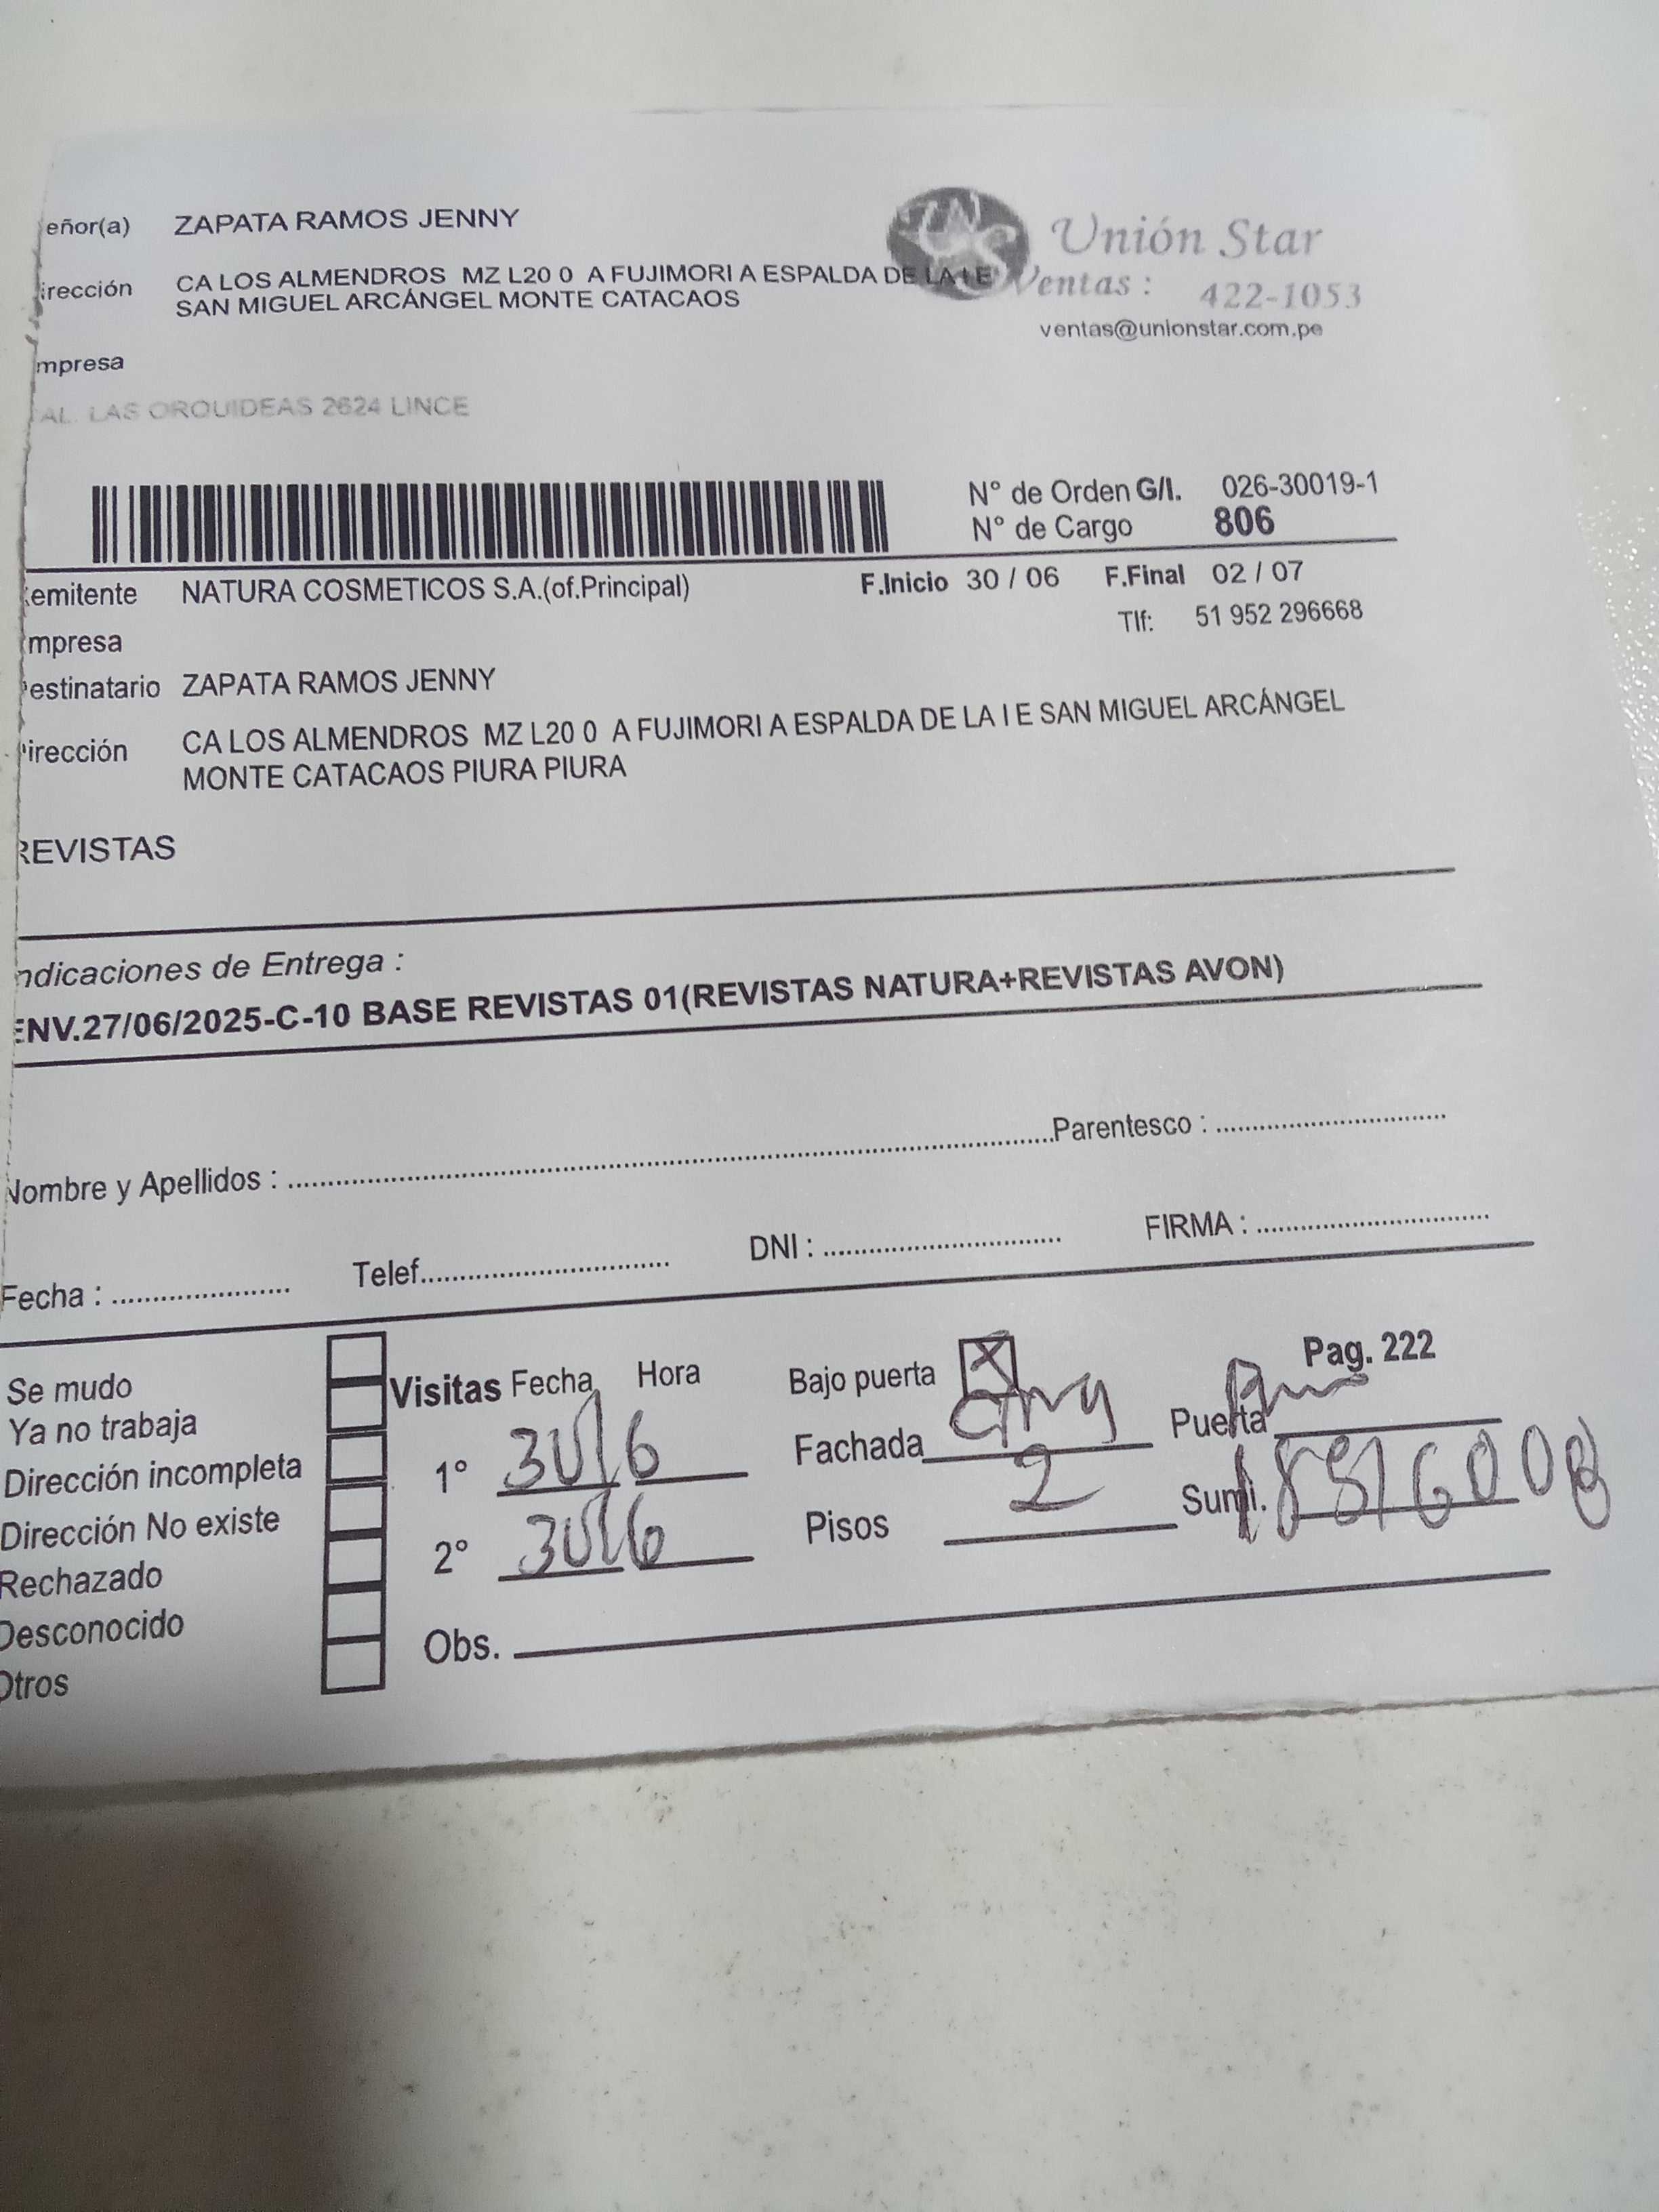 eñor(a) ZAPATA RAMOS JENNY
irección CA LOS ALMENDROS MZ L20 0 A FUJIMORI A ESPALDA DE LA I E
SAN MIGUEL ARCÁNGEL MONTE CATACAOS
Unión Star
Ventas : 422-1053
ventas@unionstar.com.pe
mpresa
AL. LAS ORQUIDEAS 2624 LINCE
N° de Orden G/I. 026-30019-1
N° de Cargo 806
emitente NATURA COSMETICOS S.A.(of.Principal) F.Inicio 30 / 06 F.Final 02 / 07
mpresa Tlf: 51 952 296668
estinatario ZAPATA RAMOS JENNY
irección CA LOS ALMENDROS MZ L20 0 A FUJIMORI A ESPALDA DE LA I E SAN MIGUEL ARCÁNGEL
MONTE CATACAOS PIURA PIURA
REVISTAS
ndicaciones de Entrega :
ENV.27/06/2025-C-10 BASE REVISTAS 01(REVISTAS NATURA+REVISTAS AVON)
Nombre y Apellidos : Parentesco :
Fecha : Telef. DNI : FIRMA :
Pag. 222
Se mudo
Ya no trabaja
Dirección incompleta
Dirección No existe
Rechazado
Desconocido
Otros
Visitas Fecha Hora
1° 30/6
2° 30/6
Obs.
Bajo puerta X
Fachada
Pisos 2
Puerta
Sumi.